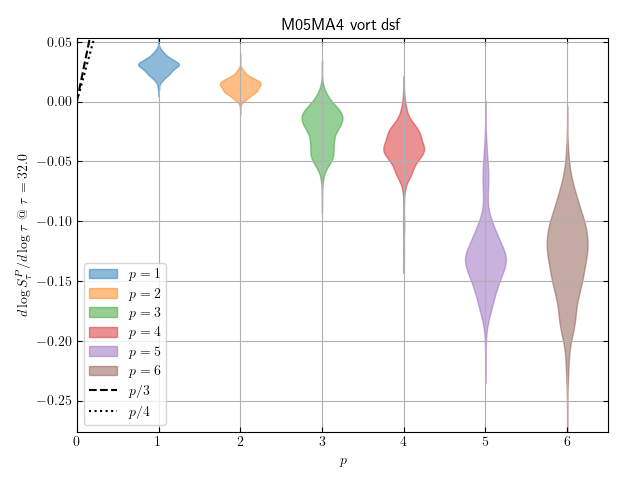 M05MA4 vort dsf
d log S_τ^P / d log τ @ τ = 32.0
0.05
0.00
−0.05
−0.10
−0.15
−0.20
−0.25
p = 1
p = 2
p = 3
p = 4
p = 5
p = 6
p/3
p/4
0 1 2 3 4 5 6
p